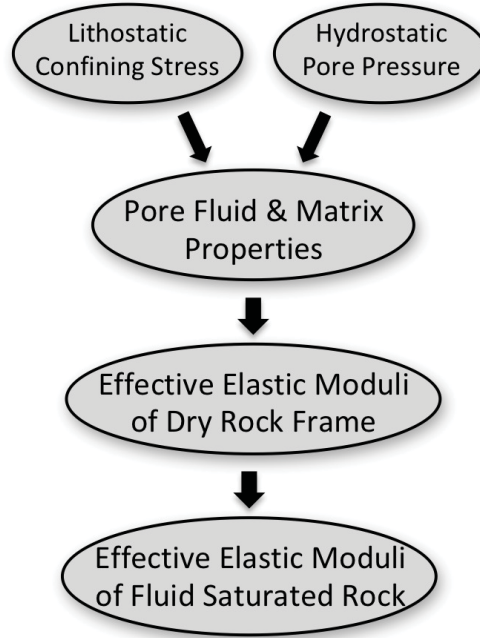 Lithostatic
Confining Stress
Hydrostatic
Pore Pressure
Pore Fluid & Matrix
Properties
Effective Elastic Moduli
of Dry Rock Frame
Effective Elastic Moduli
of Fluid Saturated Rock